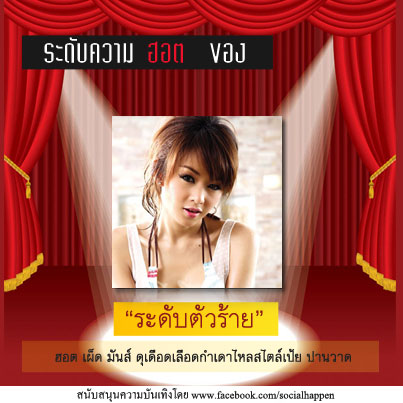 ระดับความ ฮอต ของ
“ระดับตัวร้าย”
ฮอต เผ็ด มันส์ ดุเดือดเลือดกำเดาไหลสไตล์เป้ย ปานวาด
สนับสนุนความบันเทิงโดย www.facebook.com/socialhappen